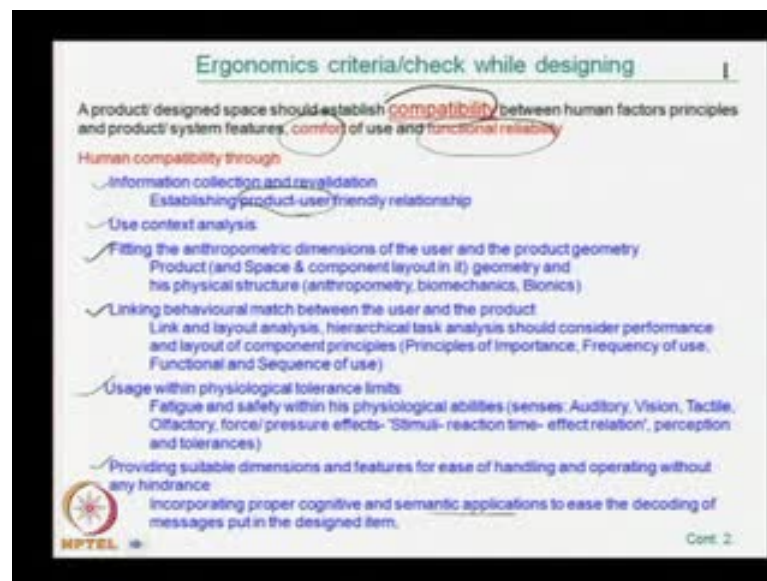 Ergonomics criteria/check while designing
A product/ designed space should establish compatibility between human factors principles
and product/ system features, comfort of use and functional reliability
Human compatibility through
Information collection and revalidation
Establishing product-user friendly relationship
Use context analysis
Fitting the anthropometric dimensions of the user and the product geometry
Product (and Space & component layout in it) geometry and
his physical structure (anthropometry, biomechanics, Bionics)
Linking behavioural match between the user and the product
Link and layout analysis, hierarchical task analysis should consider performance
and layout of component principles (Principles of Importance, Frequency of use,
Functional and Sequence of use)
Usage within physiological tolerance limits
Fatigue and safety within his physiological abilities (senses: Auditory, Vision, Tactile,
Olfactory, force/ pressure effects- 'Stimuli- reaction time- effect relation', perception
and tolerances)
Providing suitable dimensions and features for ease of handling and operating without
any hindrance
Incorporating proper cognitive and semantic applications to ease the decoding of
messages put in the designed item.
NPTEL
Cont. 2